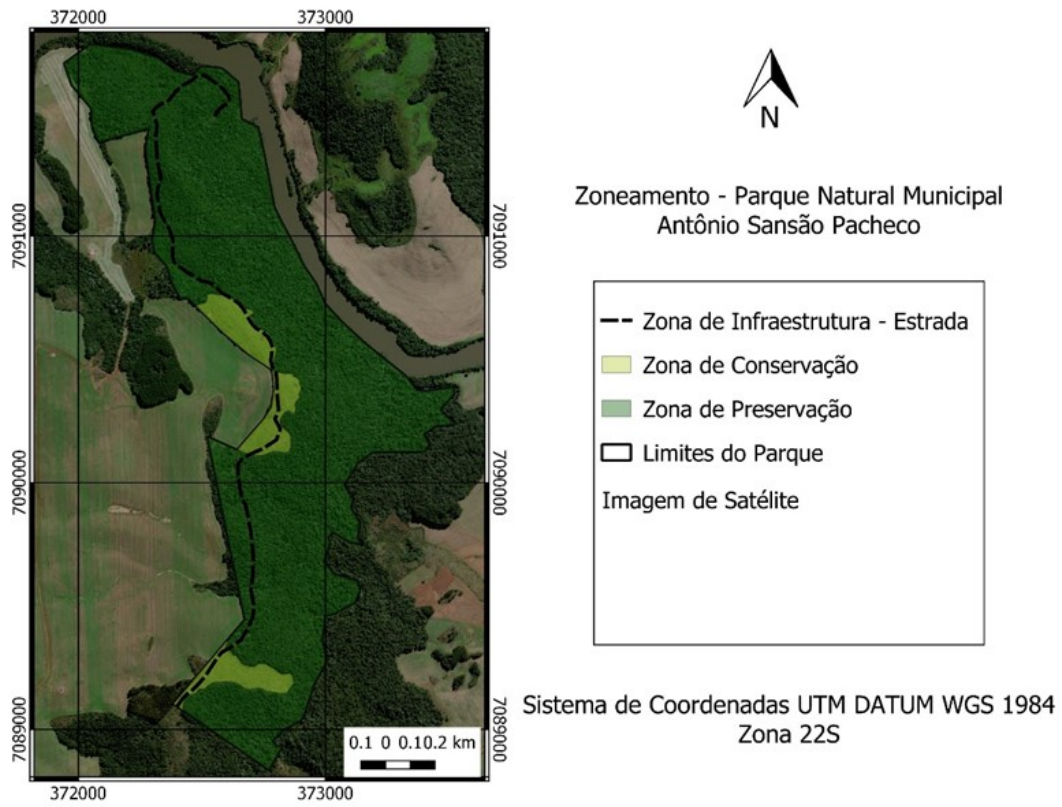 372000 373000
7091000
7090000
7089000
7091000
7090000
7089000
0.1 0 0.10.2 km
372000 373000
N
Zoneamento - Parque Natural Municipal
Antônio Sansão Pacheco
Zona de Infraestrutura - Estrada
Zona de Conservação
Zona de Preservação
Limites do Parque
Imagem de Satélite
Sistema de Coordenadas UTM DATUM WGS 1984
Zona 22S